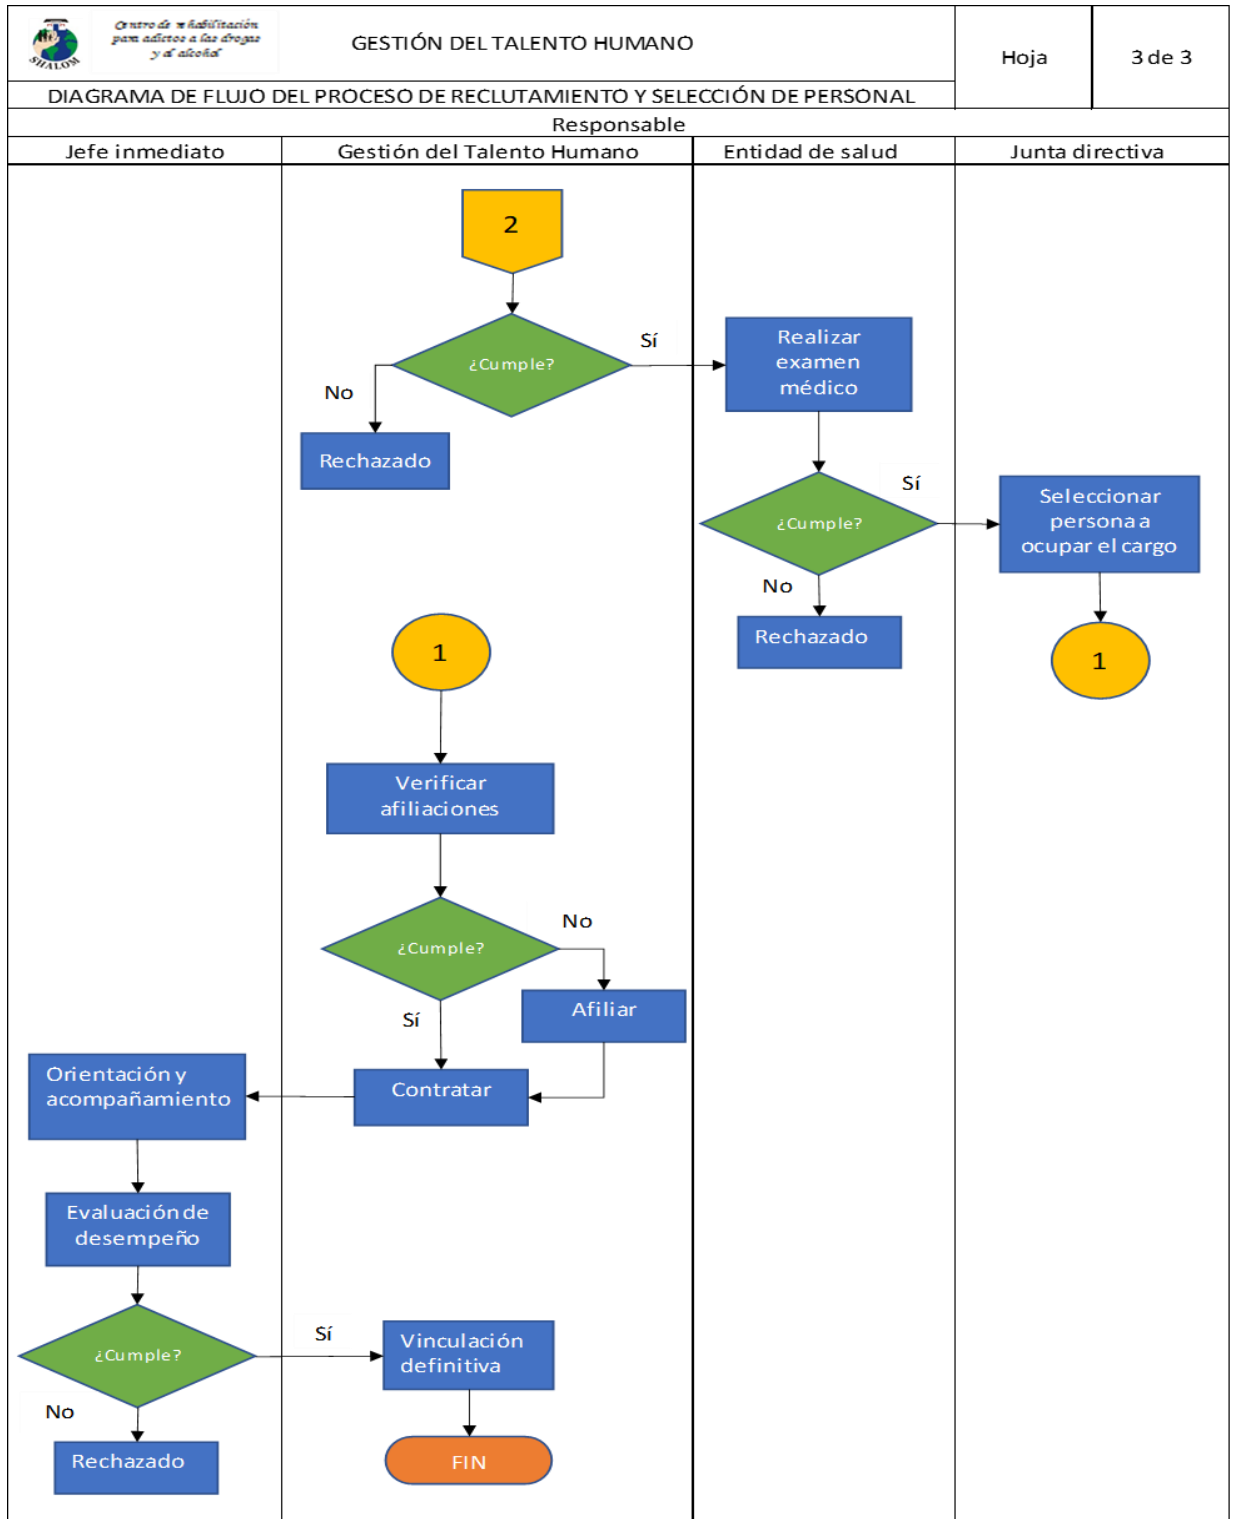 SHALOM
Centro de rehabilitación
para adictos a las drogas
y al alcohol
GESTIÓN DEL TALENTO HUMANO
Hoja
3 de 3
DIAGRAMA DE FLUJO DEL PROCESO DE RECLUTAMIENTO Y SELECCIÓN DE PERSONAL
Responsable
Jefe inmediato
Gestión del Talento Humano
Entidad de salud
Junta directiva
2
¿Cumple?
Sí
No
Rechazado
Realizar
examen
médico
¿Cumple?
Sí
No
Rechazado
Seleccionar
persona a
ocupar el cargo
1
1
Verificar
afiliaciones
¿Cumple?
No
Sí
Afiliar
Contratar
Orientación y
acompañamiento
Evaluación de
desempeño
¿Cumple?
Sí
No
Rechazado
Vinculación
definitiva
FIN